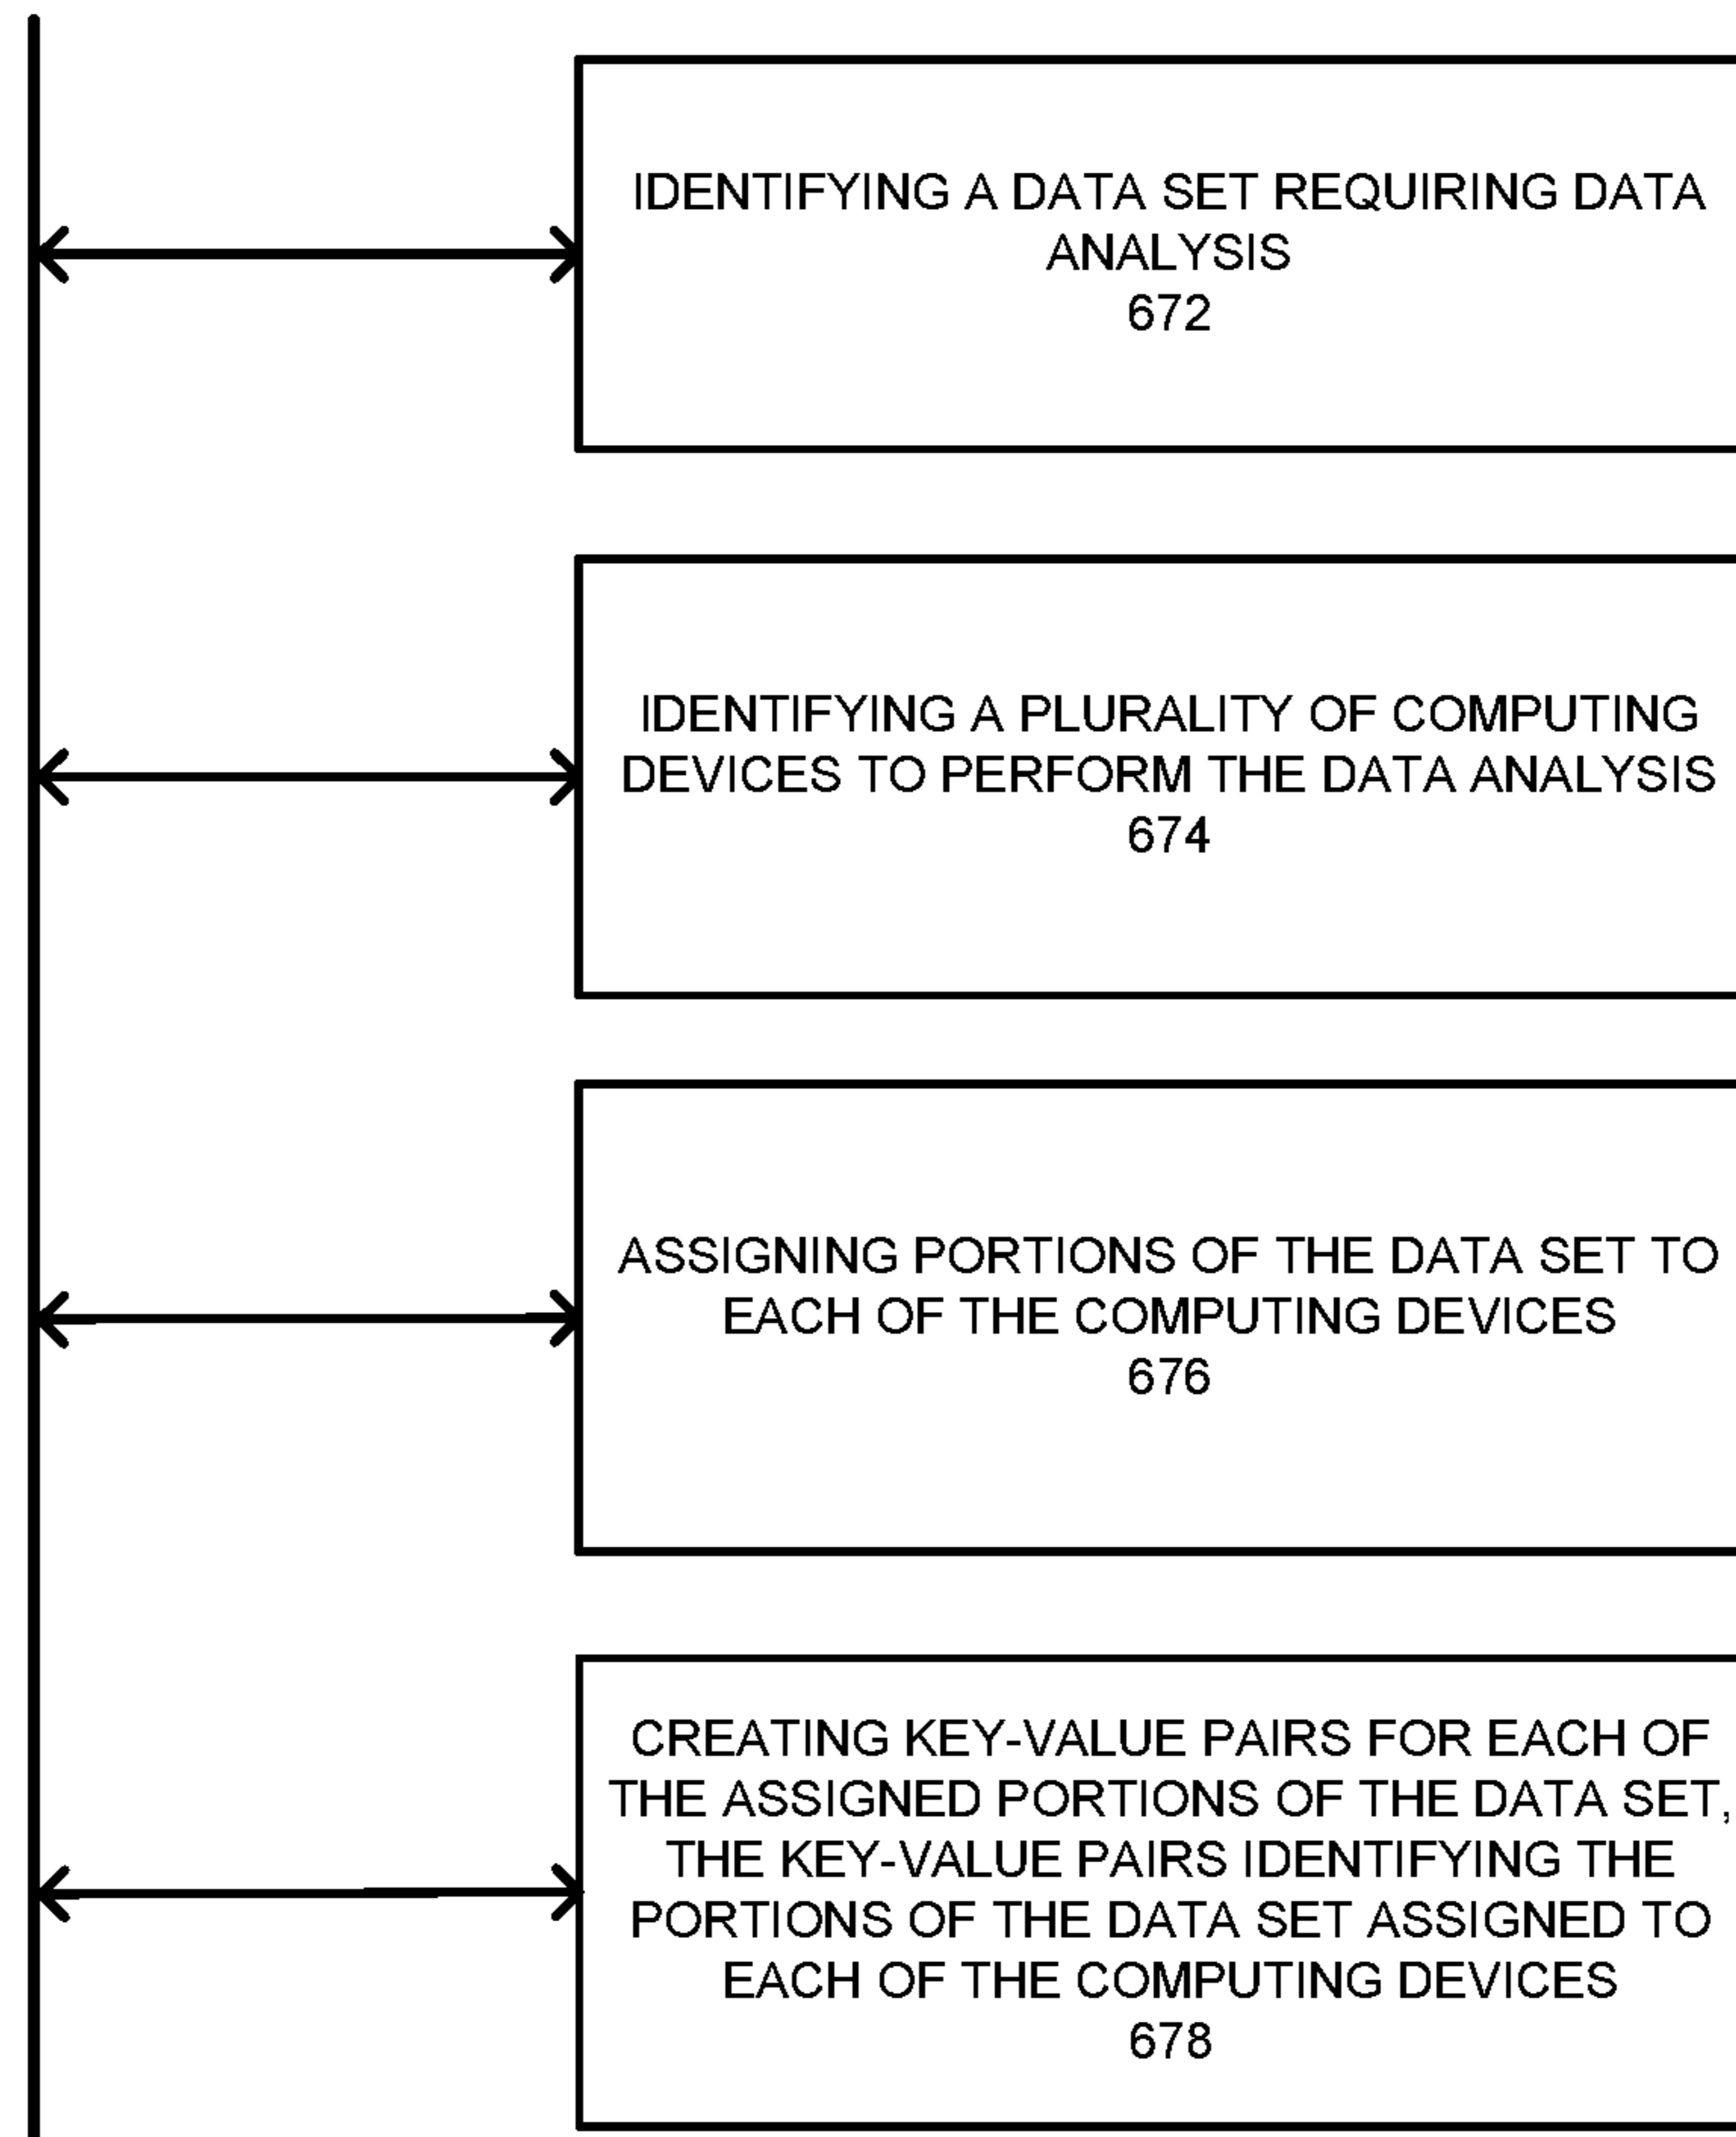 IDENTIFYING A DATA SET REQUIRING DATA
ANALYSIS
672
IDENTIFYING A PLURALITY OF COMPUTING
DEVICES TO PERFORM THE DATA ANALYSIS
674
ASSIGNING PORTIONS OF THE DATA SET TO
EACH OF THE COMPUTING DEVICES
676
CREATING KEY-VALUE PAIRS FOR EACH OF
THE ASSIGNED PORTIONS OF THE DATA SET,
THE KEY-VALUE PAIRS IDENTIFYING THE
PORTIONS OF THE DATA SET ASSIGNED TO
EACH OF THE COMPUTING DEVICES
678